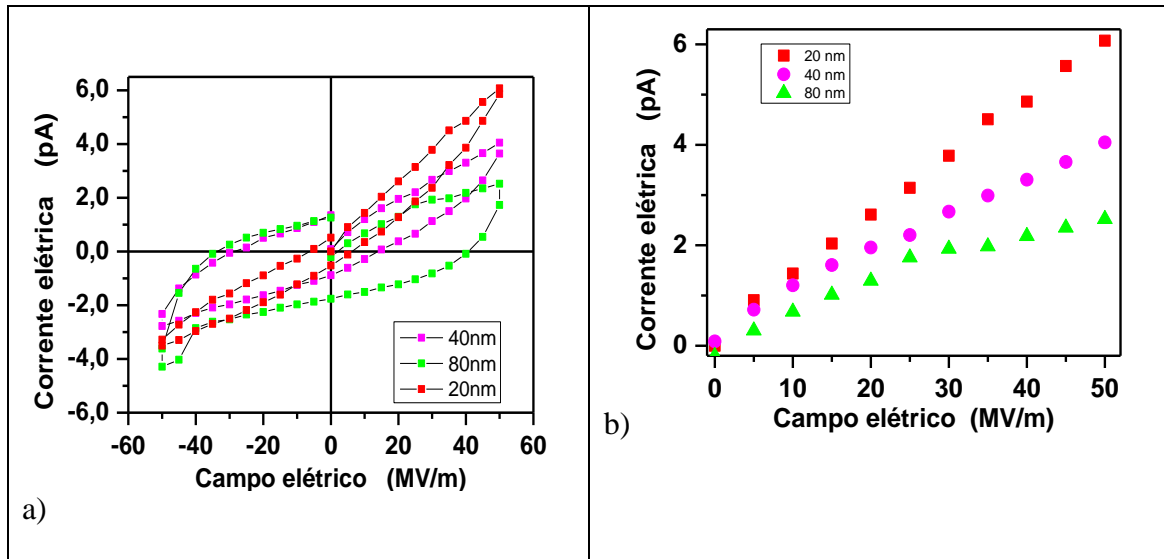 6,0
4,0
2,0
0,0
-2,0
-4,0
-6,0
Corrente elétrica (pA)
40nm
80nm
20nm
-60 -40 -20 0 20 40 60
Campo elétrico (MV/m)
a)
6
4
2
0
Corrente elétrica (pA)
20 nm
40 nm
80 nm
0 10 20 30 40 50
Campo elétrico (MV/m)
b)